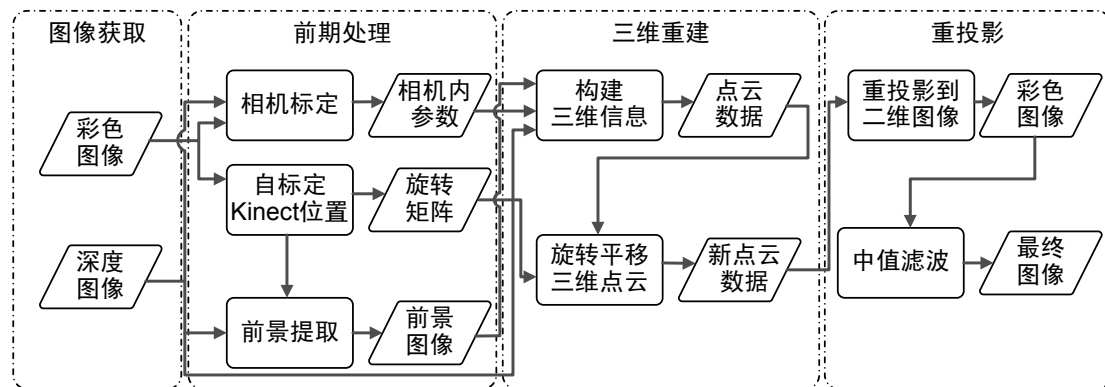 图像获取
前期处理
三维重建
重投影
彩色
图像
深度
图像
相机标定
相机内
参数
自标定
Kinect位置
旋转
矩阵
前景提取
前景
图像
构建
三维信息
点云
数据
旋转平移
三维点云
新点云
数据
重投影到
二维图像
彩色
图像
中值滤波
最终
图像